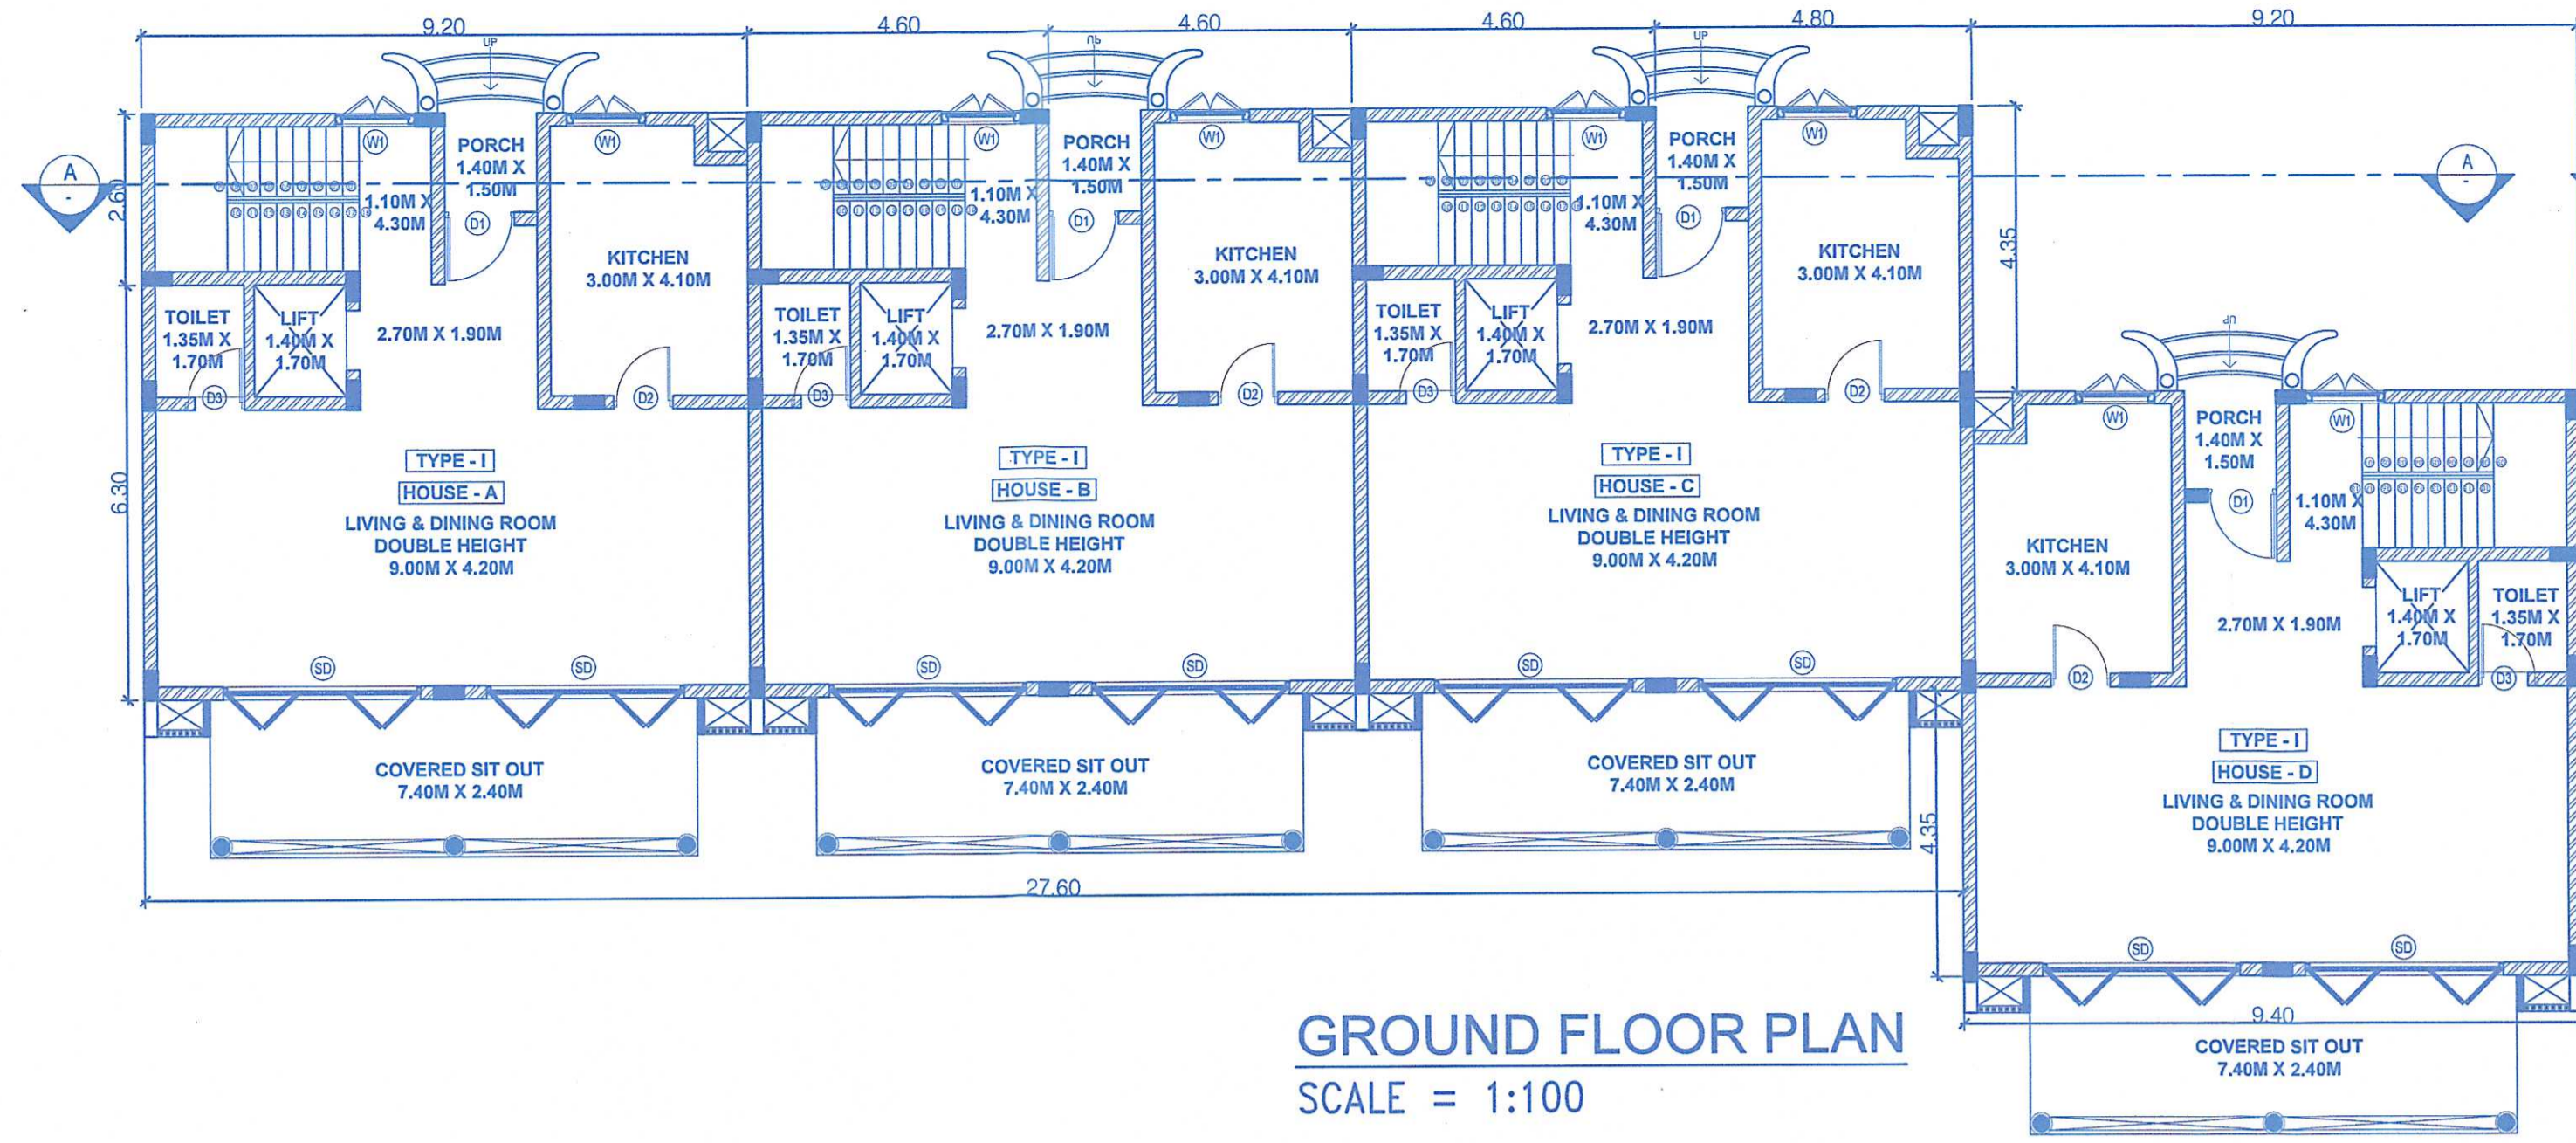 9.20
4.60
4.60
4.60
4.80
9.20
UP
UP
UP
A
-
2.60
W1
PORCH
1.40M X
1.50M
W1
1.10M X
4.30M
D1
KITCHEN
3.00M X 4.10M
TOILET
1.35M X
1.70M
LIFT
1.40M X
1.70M
2.70M X 1.90M
D3
D2
6.30
TYPE - I
HOUSE - A
LIVING & DINING ROOM
DOUBLE HEIGHT
9.00M X 4.20M
SD
SD
COVERED SIT OUT
7.40M X 2.40M
W1
PORCH
1.40M X
1.50M
W1
1.10M X
4.30M
D1
KITCHEN
3.00M X 4.10M
TOILET
1.35M X
1.70M
LIFT
1.40M X
1.70M
2.70M X 1.90M
D3
D2
TYPE - I
HOUSE - B
LIVING & DINING ROOM
DOUBLE HEIGHT
9.00M X 4.20M
SD
SD
COVERED SIT OUT
7.40M X 2.40M
W1
PORCH
1.40M X
1.50M
W1
1.10M X
4.30M
D1
KITCHEN
3.00M X 4.10M
TOILET
1.35M X
1.70M
LIFT
1.40M X
1.70M
2.70M X 1.90M
D3
D2
TYPE - I
HOUSE - C
LIVING & DINING ROOM
DOUBLE HEIGHT
9.00M X 4.20M
SD
SD
COVERED SIT OUT
7.40M X 2.40M
A
-
4.35
UP
W1
PORCH
1.40M X
1.50M
W1
D1
1.10M X
4.30M
KITCHEN
3.00M X 4.10M
2.70M X 1.90M
LIFT
1.40M X
1.70M
TOILET
1.35M X
1.70M
D2
D3
TYPE - I
HOUSE - D
LIVING & DINING ROOM
DOUBLE HEIGHT
9.00M X 4.20M
4.35
27.60
SD
SD
9.40
COVERED SIT OUT
7.40M X 2.40M
GROUND FLOOR PLAN
SCALE = 1:100